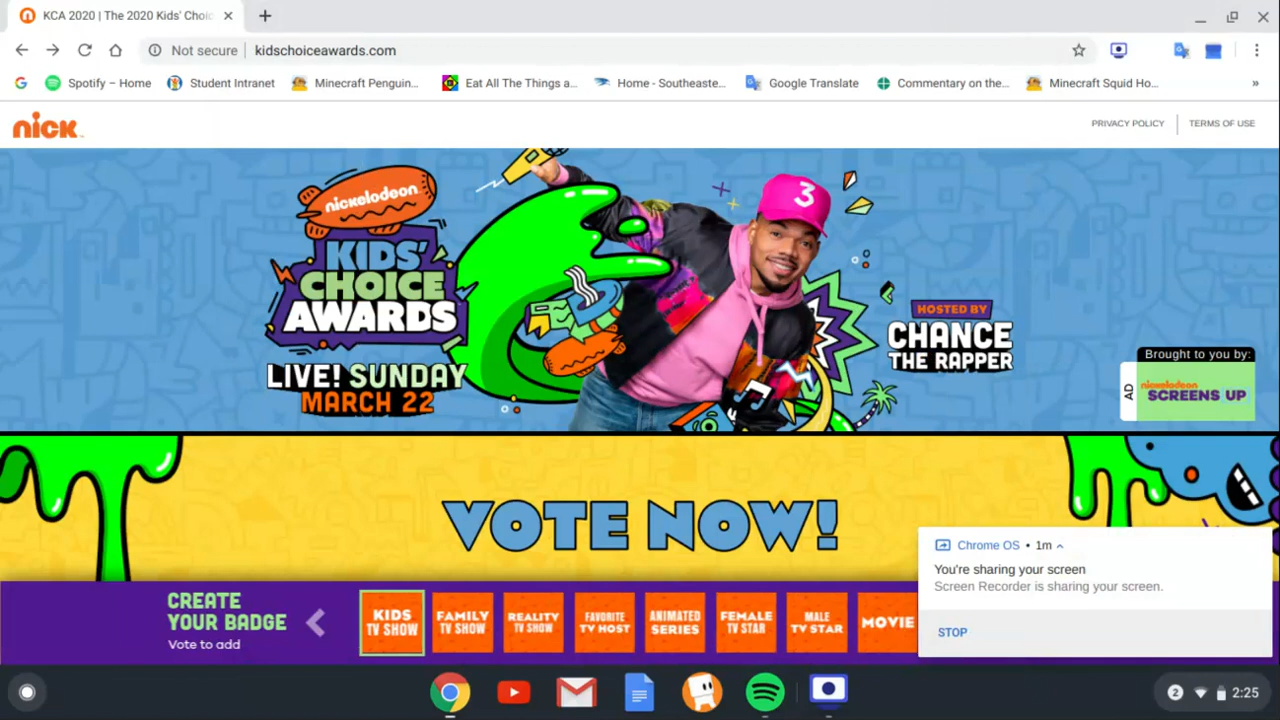 KCA 2020 | The 2020 Kids' Choic
Not secure
kidschoiceawards.com
Spotify – Home
Student Intranet
Minecraft Penguin...
Eat All The Things a...
Home - Southeaste...
Google Translate
Commentary on the...
Minecraft Squid Ho...
»
nick
PRIVACY POLICY
TERMS OF USE
nickelodeon
KIDS'
CHOICE
AWARDS
LIVE! SUNDAY
MARCH 22
3
HOSTED BY
CHANCE
THE RAPPER
Brought to you by:
AD
nickelodeon
SCREENS UP
VOTE NOW!
CREATE
YOUR BADGE
Vote to add
KIDS
TV SHOW
FAMILY
TV SHOW
REALITY
TV SHOW
FAVORITE
TV HOST
ANIMATED
SERIES
FEMALE
TV STAR
MALE
TV STAR
MOVIE
Chrome OS • 1m
You're sharing your screen
Screen Recorder is sharing your screen.
STOP
2
2:25